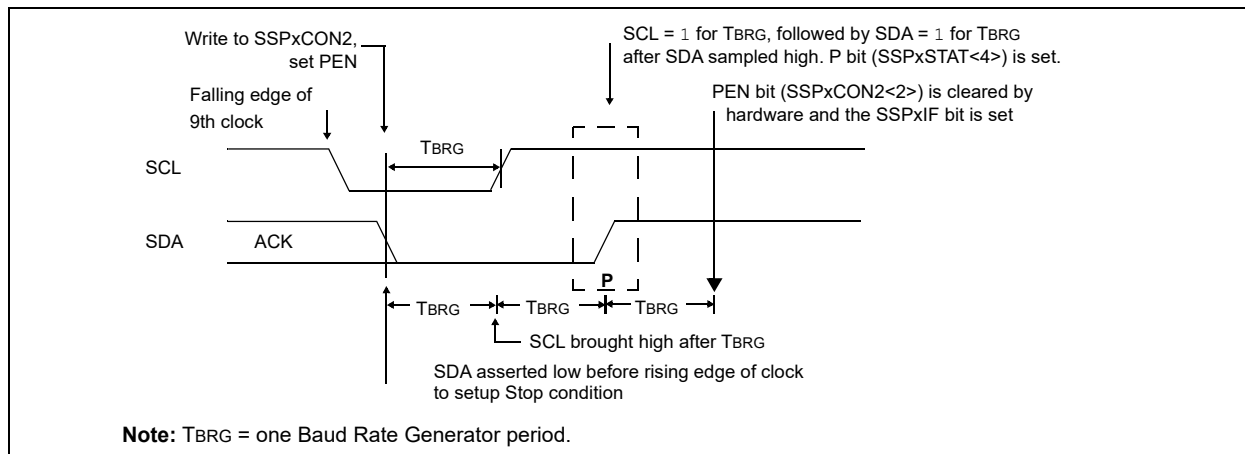 Write to SSPxCON2,
set PEN
SCL = 1 for TBRG, followed by SDA = 1 for TBRG
after SDA sampled high. P bit (SSPxSTAT<4>) is set.
Falling edge of
9th clock
PEN bit (SSPxCON2<2>) is cleared by
hardware and the SSPxIF bit is set
TBRG
SCL
SDA
ACK
P
TBRG
TBRG
TBRG
SCL brought high after TBRG
SDA asserted low before rising edge of clock
to setup Stop condition
Note: TBRG = one Baud Rate Generator period.